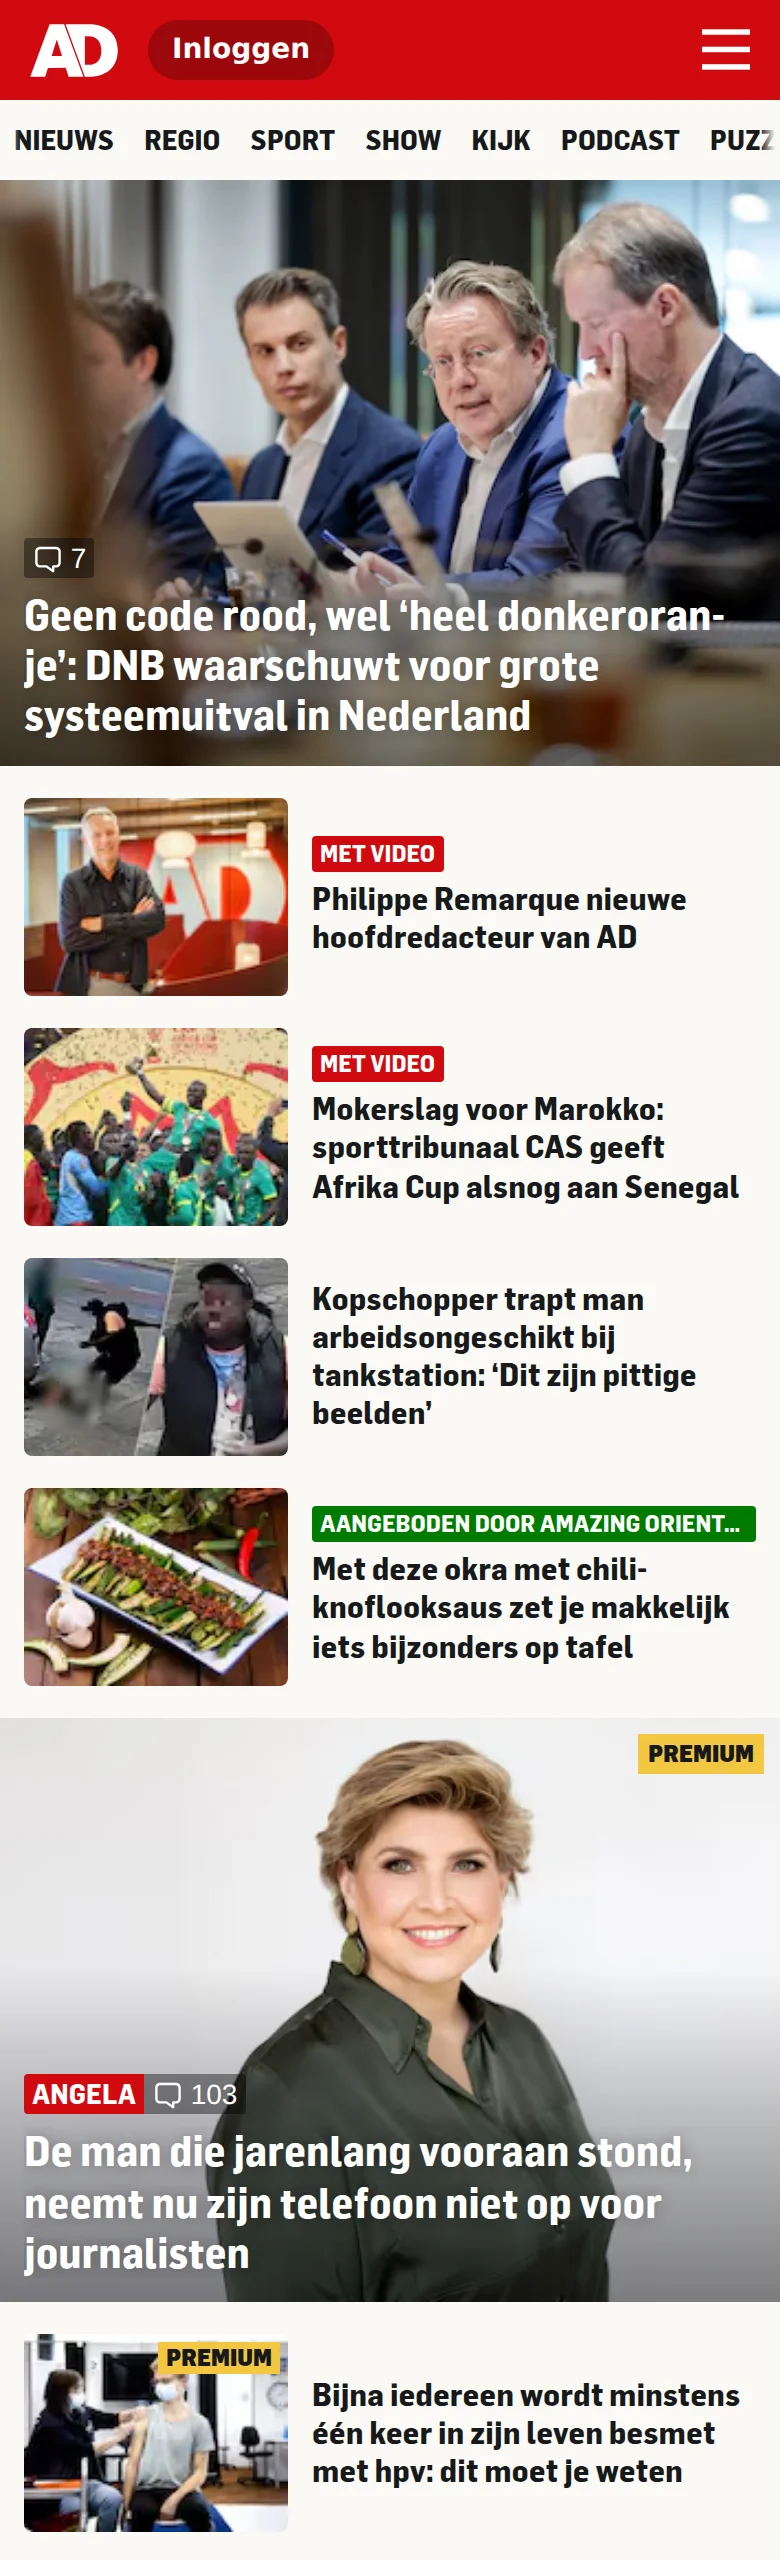 AD
Inloggen
NIEUWS REGIO SPORT SHOW KIJK PODCAST PUZZ
7
Geen code rood, wel ‘heel donkeroran-
je’: DNB waarschuwt voor grote
systeemuitval in Nederland
AD
MET VIDEO
Philippe Remarque nieuwe
hoofdredacteur van AD
MET VIDEO
Mokerslag voor Marokko:
sporttribunaal CAS geeft
Afrika Cup alsnog aan Senegal
Kopschopper trapt man
arbeidsongeschikt bij
tankstation: ‘Dit zijn pittige
beelden’
AANGEBODEN DOOR AMAZING ORIENT...
Met deze okra met chili-
knoflooksaus zet je makkelijk
iets bijzonders op tafel
PREMIUM
ANGELA 103
De man die jarenlang vooraan stond,
neemt nu zijn telefoon niet op voor
journalisten
PREMIUM
Bijna iedereen wordt minstens
één keer in zijn leven besmet
met hpv: dit moet je weten